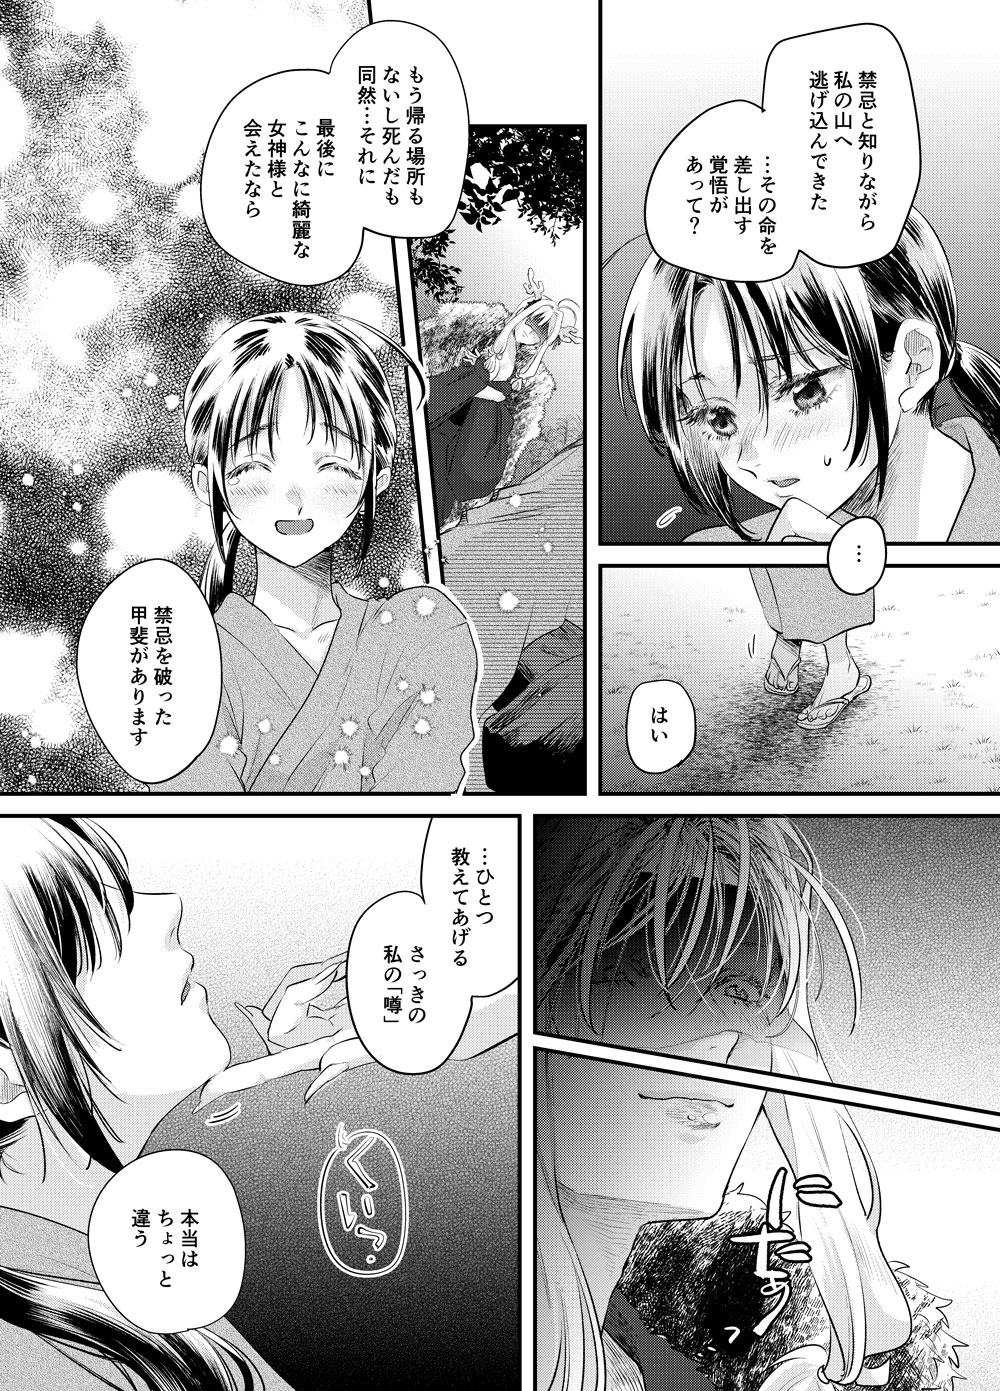 禁忌と知りながら
私の山へ
逃げ込んできた
…その命を
差し出す
覚悟が
あって？
…
はい
もう帰る場所も
ないし死んだも
同然…それに
最後に
こんなに綺麗な
女神様と
会えたなら
禁忌を破った
甲斐があります
…ひとつ
教えてあげる
さっきの
私の「噂」
くいっ
本当は
ちょっと
違う